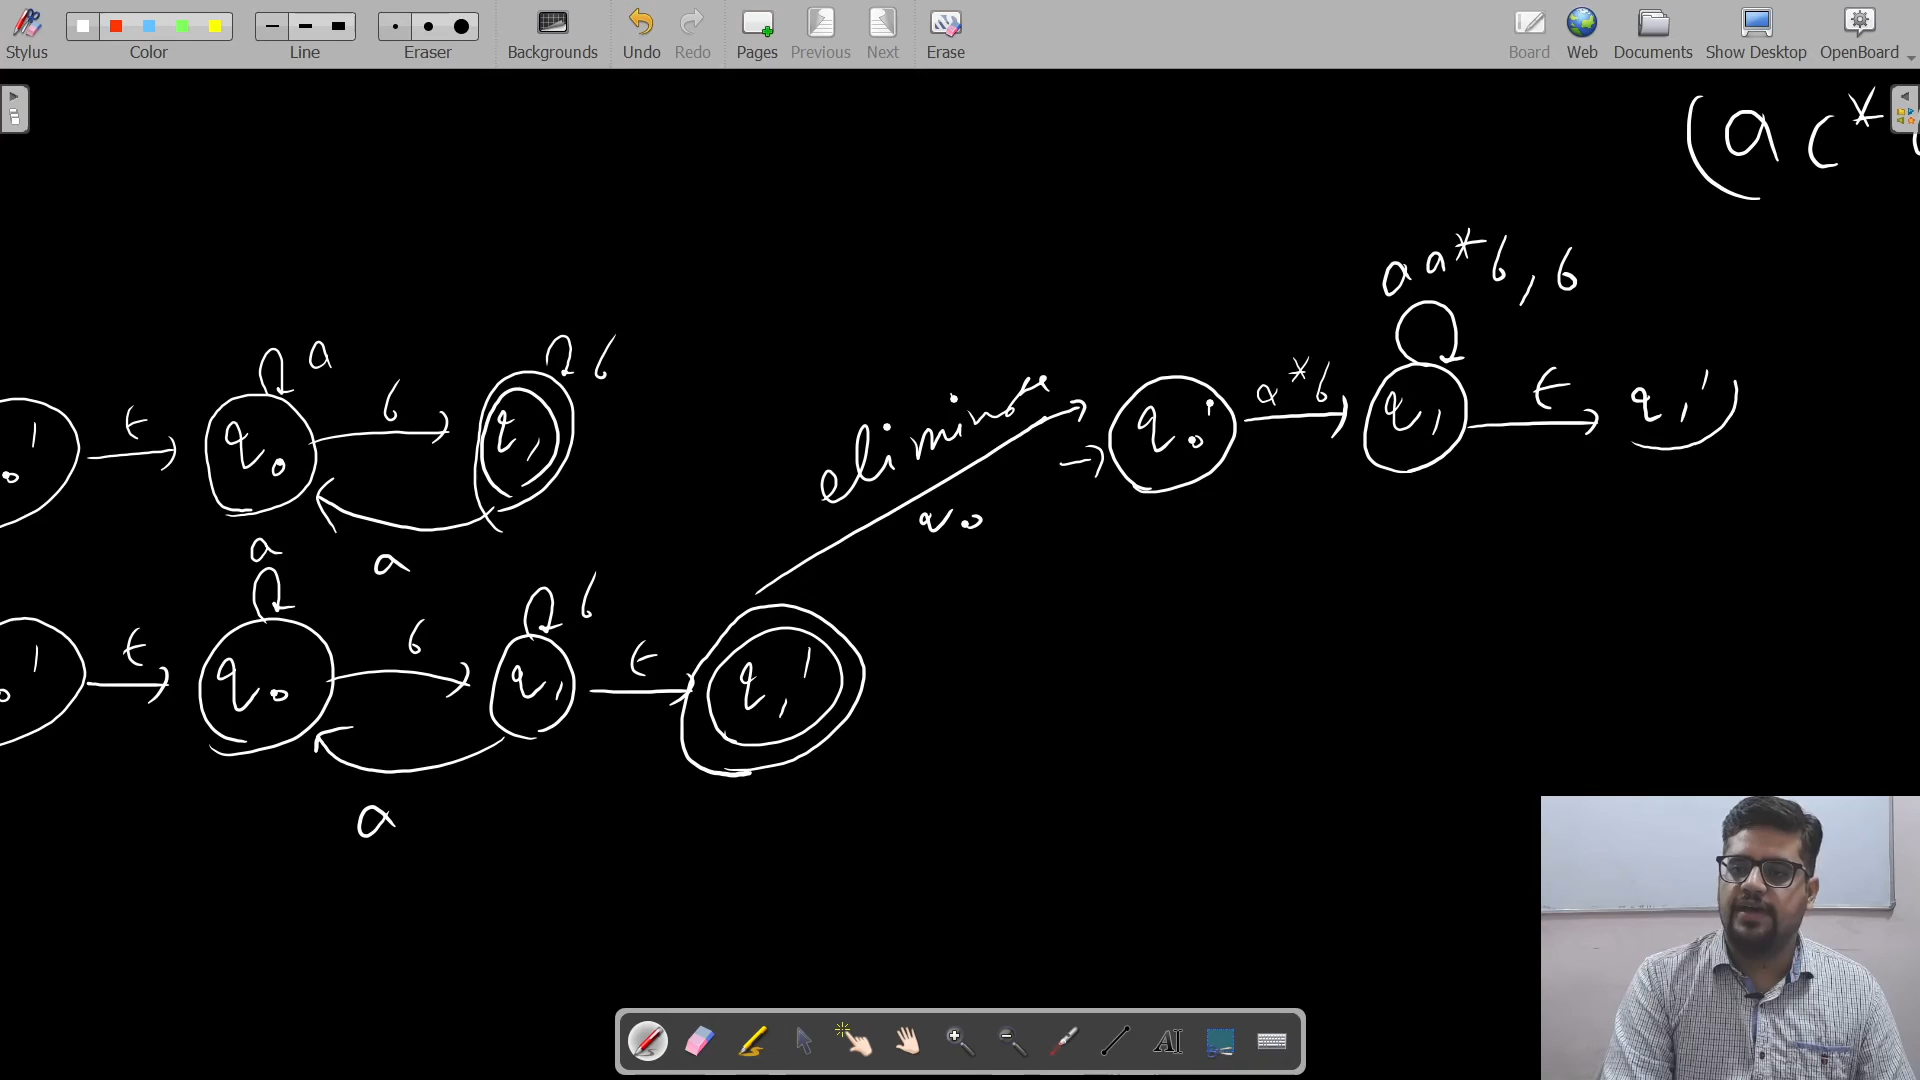 Stylus Color Line Eraser Backgrounds Undo Redo Pages Previous Next Erase Board Web Documents Show Desktop OpenBoard
(a c*
aa*b, b
a b
b
ε q₀ q₁
a
q₀' a*b q₁ ε q₁'
eliminate
q₀
a b
b
ε q₀ q₁ ε q₁'
a
AI